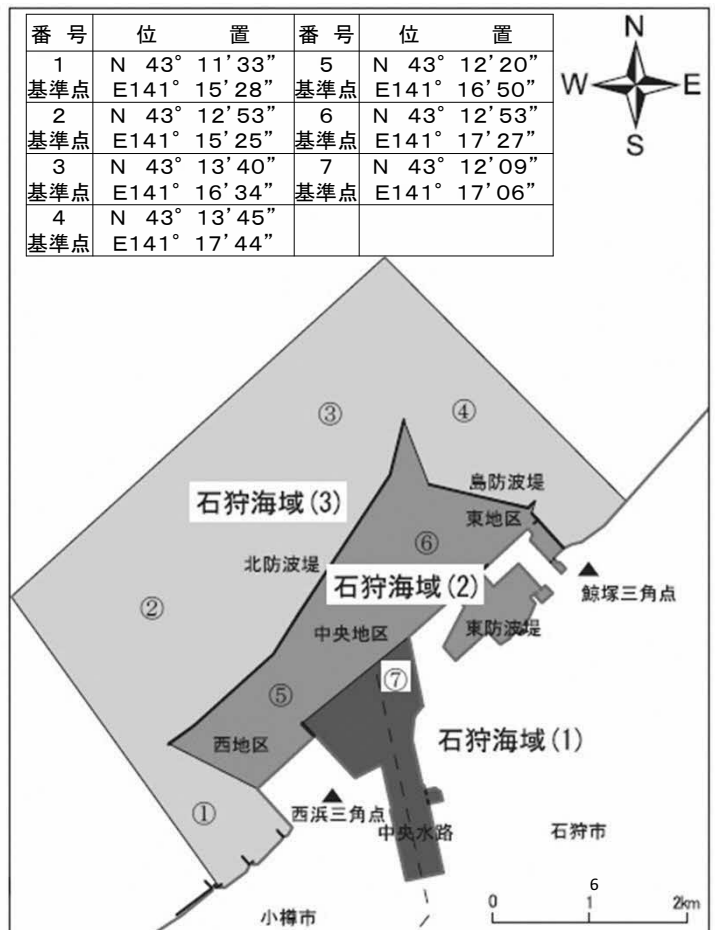 番 号 位 置 番 号 位 置
1 N 43° 11’33” 5 N 43° 12’20”
基準点 E141° 15’28” 基準点 E141° 16’50”
2 N 43° 12’53” 6 N 43° 12’53”
基準点 E141° 15’25” 基準点 E141° 17’27”
3 N 43° 13’40” 7 N 43° 12’09”
基準点 E141° 16’34” 基準点 E141° 17’06”
4 N 43° 13’45”
基準点 E141° 17’44”
N
W E
S
③ ④
島防波堤
石狩海域(3)
東地区
⑥
北防波堤
石狩海域(2)
鯨塚三角点
②
中央地区
東防波堤
⑦
⑤
西地区
石狩海域(1)
①
西浜三角点
中央水路
石狩市
6
0 1 2km
小樽市